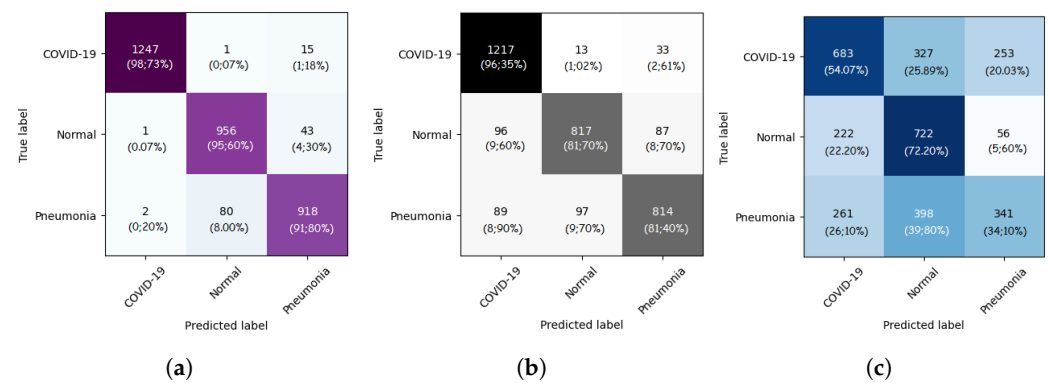 COVID-19
1247
(98;73%)
1
(0;07%)
15
(1;18%)
Normal
1
(0.07%)
956
(95;60%)
43
(4;30%)
Pneumonia
2
(0;20%)
80
(8.00%)
918
(91;80%)
True label
COVID-19
Normal
Pneumonia
Predicted label
(a)
COVID-19
1217
(96;35%)
13
(1;02%)
33
(2;61%)
Normal
96
(9;60%)
817
(81;70%)
87
(8;70%)
Pneumonia
89
(8;90%)
97
(9;70%)
814
(81;40%)
True label
COVID-19
Normal
Pneumonia
Predicted label
(b)
COVID-19
683
(54.07%)
327
(25.89%)
253
(20.03%)
Normal
222
(22.20%)
722
(72.20%)
56
(5;60%)
Pneumonia
261
(26;10%)
398
(39;80%)
341
(34;10%)
True label
COVID-19
Normal
Pneumonia
Predicted label
(c)